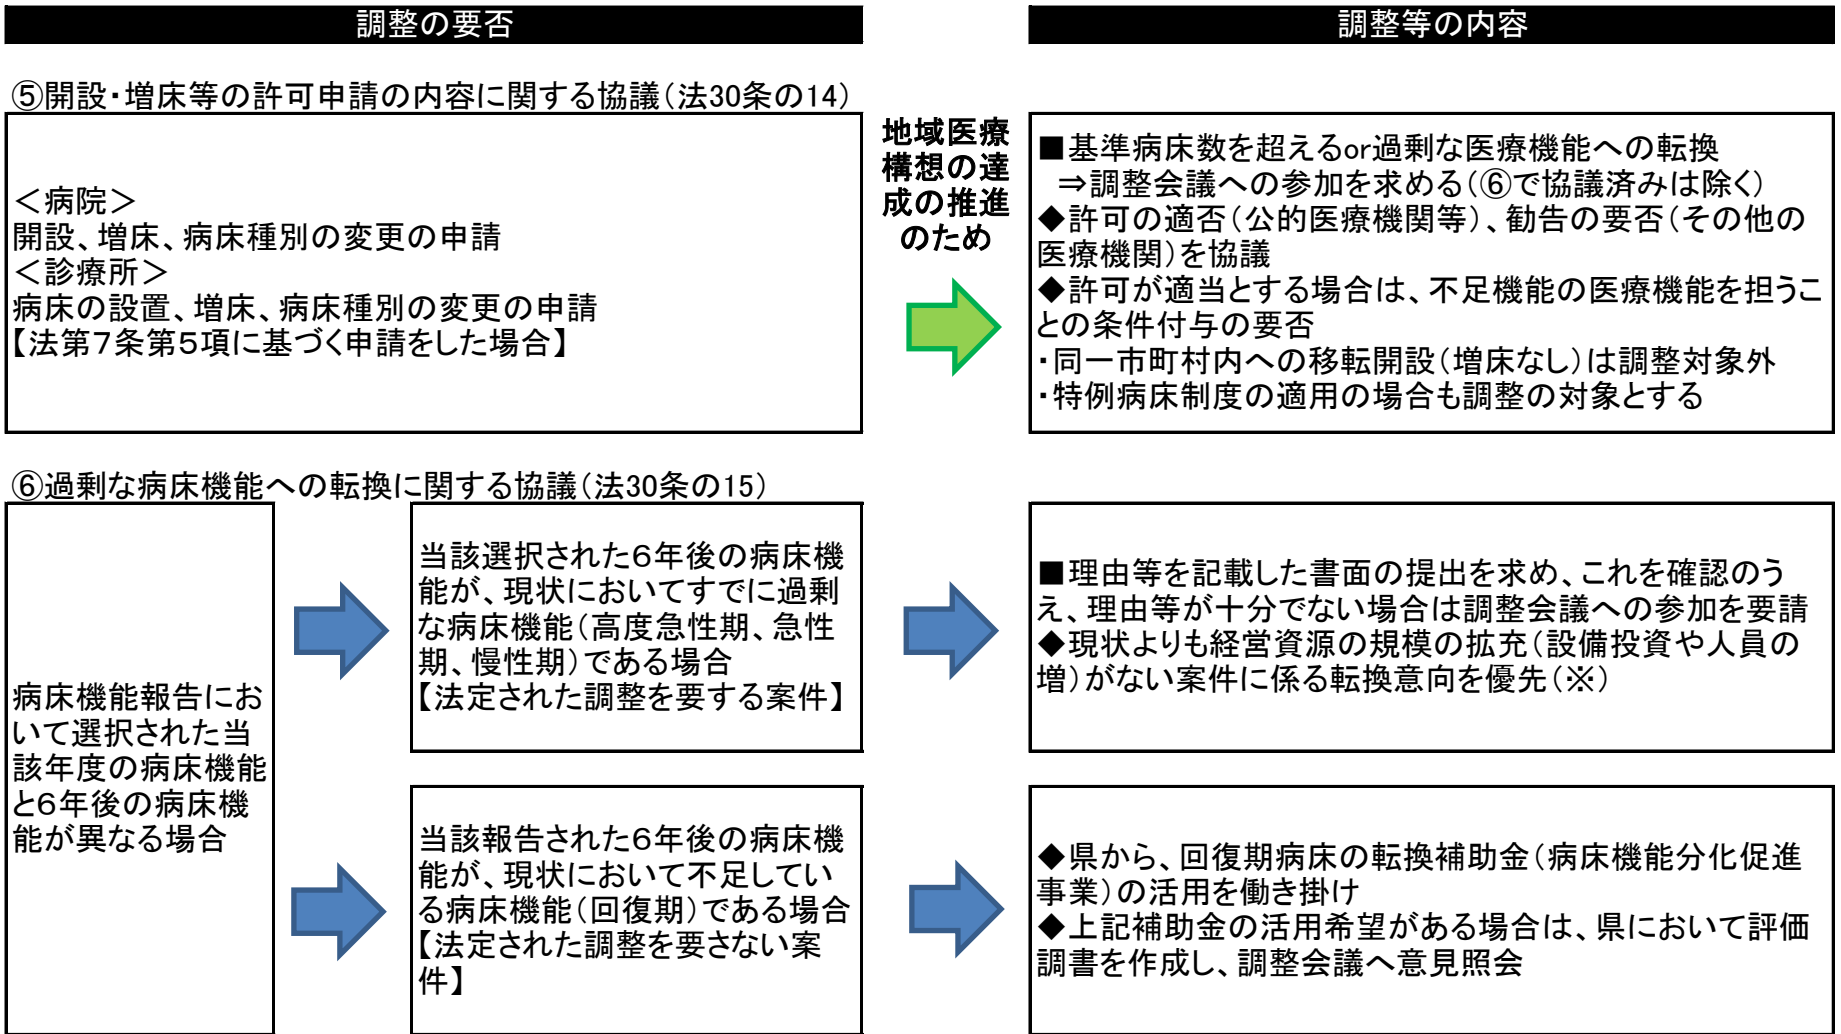 調整の要否
調整等の内容
⑤開設・増床等の許可申請の内容に関する協議（法30条の14）
＜病院＞
開設、増床、病床種別の変更の申請
＜診療所＞
病床の設置、増床、病床種別の変更の申請
【法第７条第５項に基づく申請をした場合】
地域医療
構想の達
成の推進
のため
■基準病床数を超えるor過剰な医療機能への転換
⇒調整会議への参加を求める（⑥で協議済みは除く）
◆許可の適否（公的医療機関等）、勧告の要否（その他の
医療機関）を協議
◆許可が適当とする場合は、不足機能の医療機能を担うこ
との条件付与の要否
・同一市町村内への移転開設（増床なし）は調整対象外
・特例病床制度の適用の場合も調整の対象とする
⑥過剰な病床機能への転換に関する協議（法30条の15）
病床機能報告にお
いて選択された当
該年度の病床機能
と６年後の病床機
能が異なる場合
当該選択された６年後の病床機
能が、現状においてすでに過剰
な病床機能（高度急性期、急性
期、慢性期）である場合
【法定された調整を要する案件】
■理由等を記載した書面の提出を求め、これを確認のう
え、理由等が十分でない場合は調整会議への参加を要請
◆現状よりも経営資源の規模の拡充（設備投資や人員の
増）がない案件に係る転換意向を優先（※）
当該報告された６年後の病床機
能が、現状において不足してい
る病床機能（回復期）である場合
【法定された調整を要さない案
件】
◆県から、回復期病床の転換補助金（病床機能分化促進
事業）の活用を働き掛け
◆上記補助金の活用希望がある場合は、県において評価
調書を作成し、調整会議へ意見照会